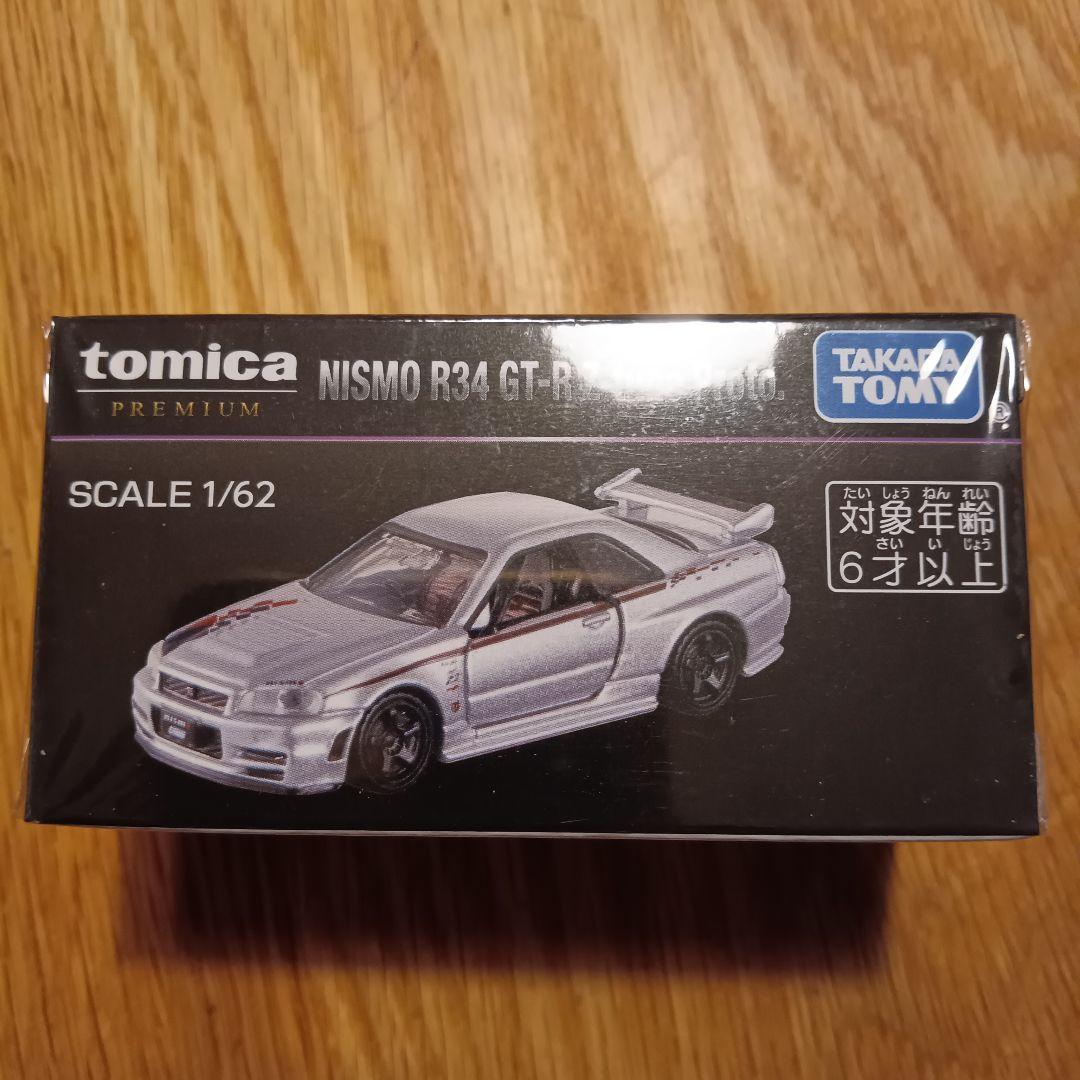 tomica
PREMIUM
NISMO R34 GT-R Proto.
TAKARA
TOMY
®
SCALE 1/62
たいしょうねんれい
対象年齢
さいいじょう
6才以上